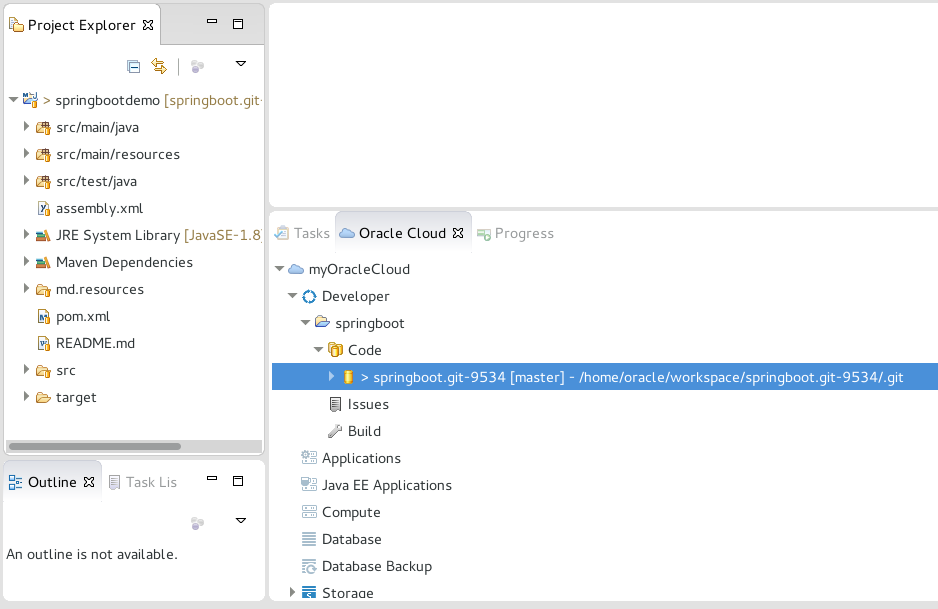 Project Explorer
> springbootdemo [springboot.git-
src/main/java
src/main/resources
src/test/java
assembly.xml
JRE System Library [JavaSE-1.8]
Maven Dependencies
md.resources
pom.xml
README.md
src
target
Outline Task Lis
An outline is not available.
Tasks Oracle Cloud Progress
myOracleCloud
Developer
springboot
Code
> springboot.git-9534 [master] - /home/oracle/workspace/springboot.git-9534/.git
Issues
Build
Applications
Java EE Applications
Compute
Database
Database Backup
Storage